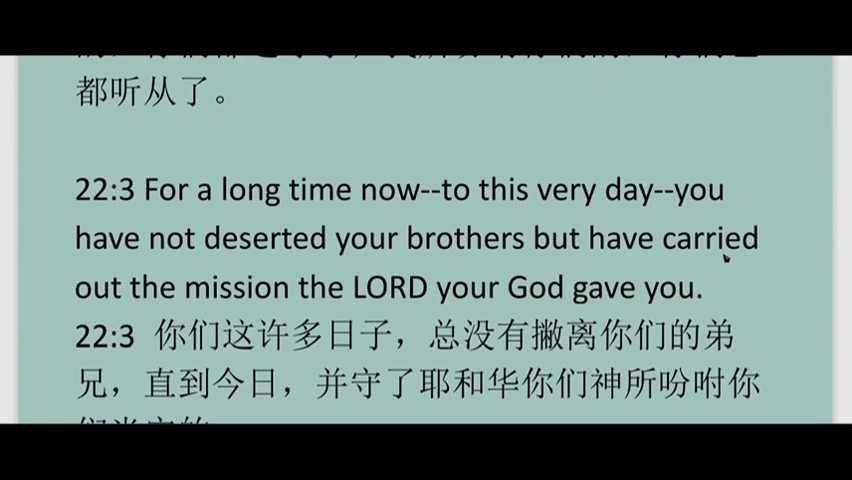 都听从了。
22:3 For a long time now--to this very day--you
have not deserted your brothers but have carried
out the mission the LORD your God gave you.
22:3 你们这许多日子，总没有撇离你们的弟
兄，直到今日，并守了耶和华你们神所吩咐你